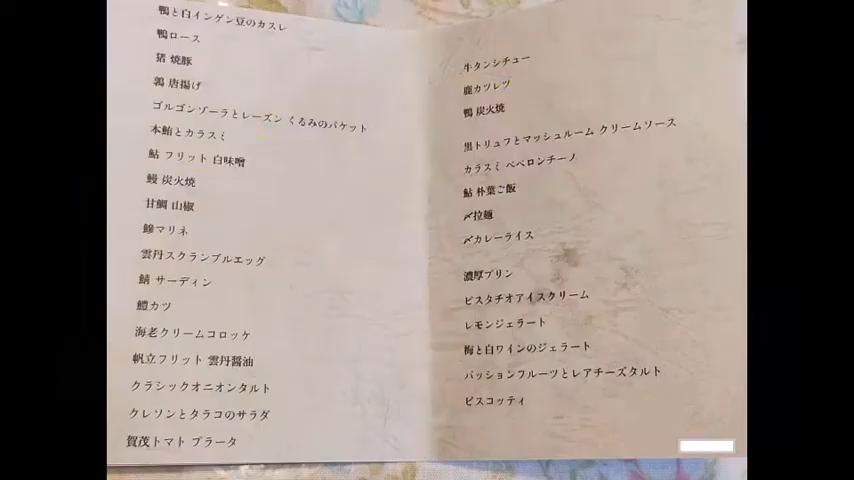 鴨と白インゲン豆のカスレ
鴨ロース
猪 焼豚
鶉 唐揚げ
ゴルゴンゾーラとレーズン くるみのバケット
本鮪とカラスミ
鮎 フリット 白味噌
鰻 炭火焼
甘鯛 山椒
鰺マリネ
雲丹スクランブルエッグ
鯖 サーディン
鱧カツ
海老クリームコロッケ
帆立フリット 雲丹醤油
クラシックオニオンタルト
クレソンとタラコのサラダ
賀茂トマト ブラータ
牛タンシチュー
鹿カツレツ
鴨 炭火焼
黒トリュフとマッシュルーム クリームソース
カラスミ ペペロンチーノ
鮎 朴葉ご飯
〆拉麺
〆カレーライス
濃厚プリン
ピスタチオアイスクリーム
レモンジェラート
梅と白ワインのジェラート
パッションフルーツとレアチーズタルト
ビスコッティ